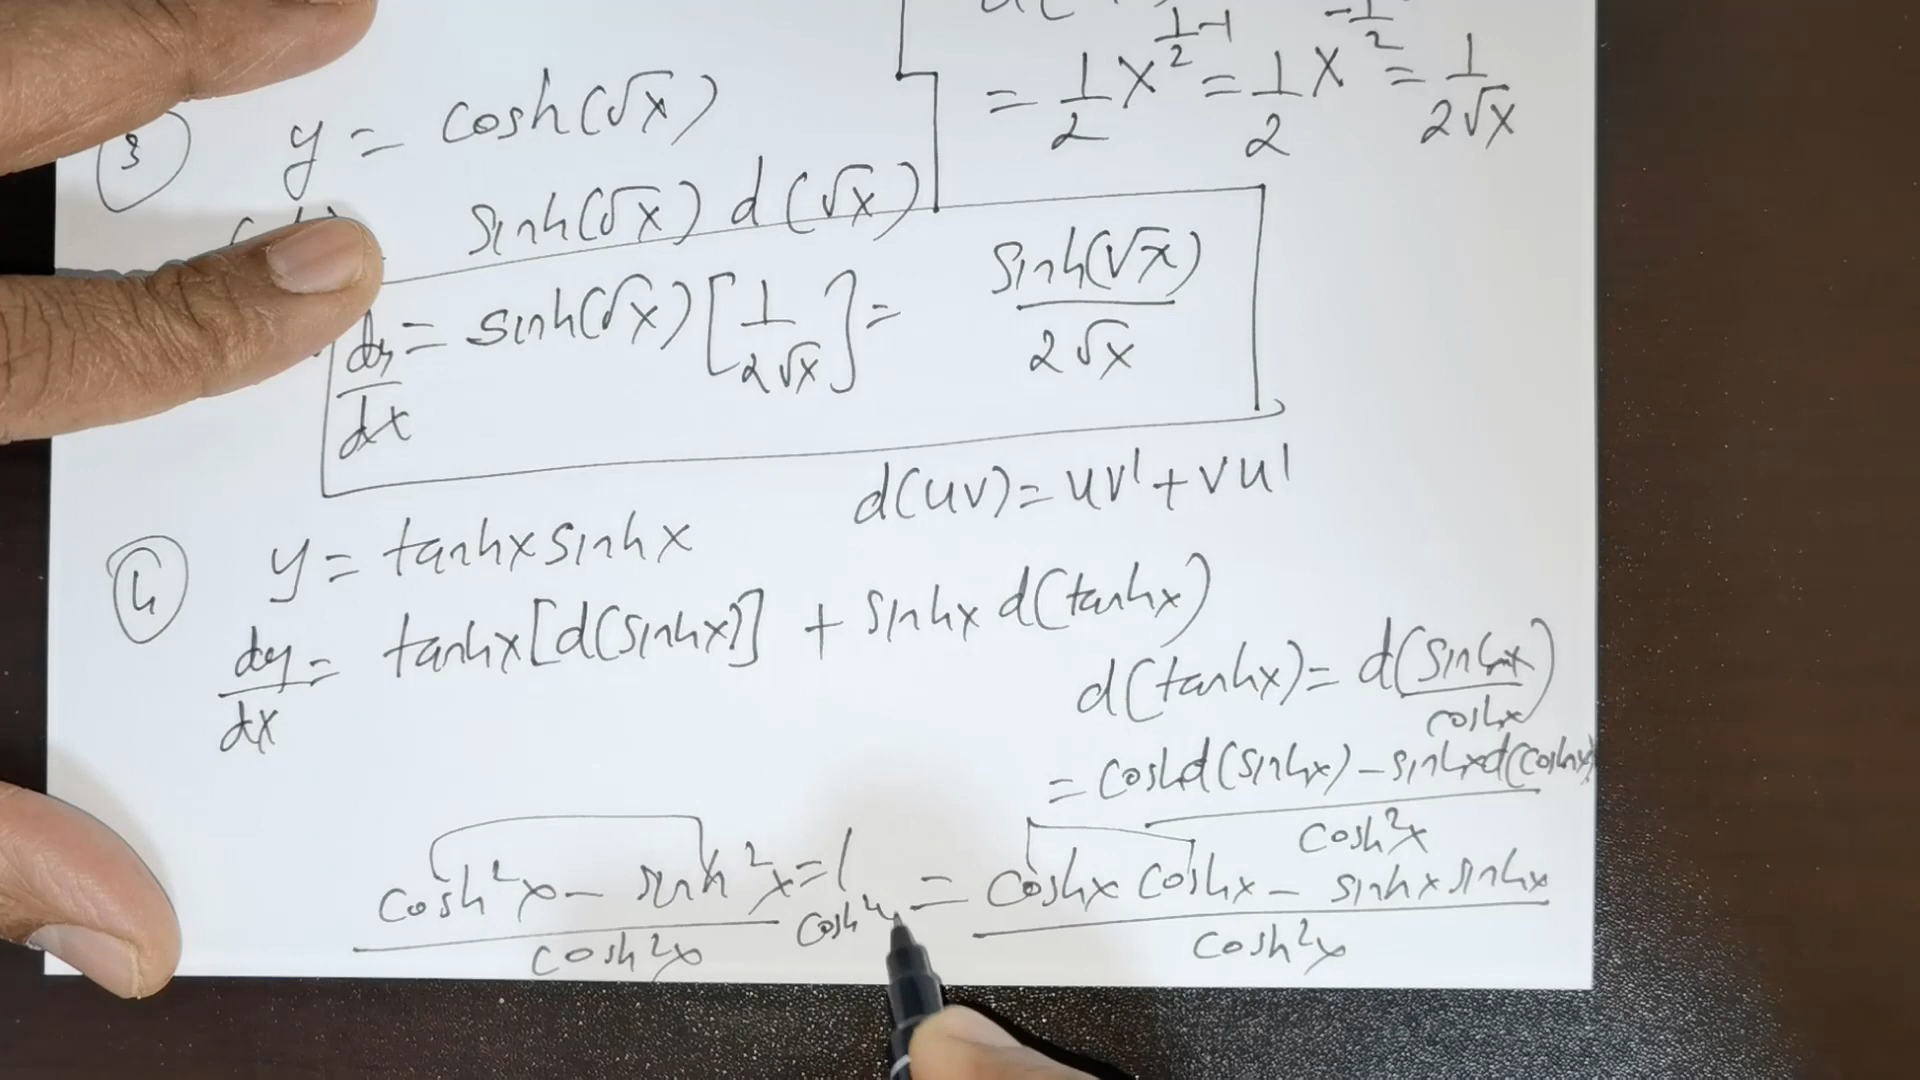 = 1/2 x^(1/2-1) = 1/2 x^(-1/2) = 1/(2√x)
3 y = cosh(√x)
sinh(√x) d(√x)
dy/dx = sinh(√x) [1/(2√x)] = sinh(√x)/(2√x)
d(uv) = uv' + vu'
4 y = tanhx sinhx
dy/dx = tanhx[d(sinhx)] + sinhx d(tanhx)
d(tanhx) = d(sinhx/coshx)
= cosh d(sinhx) - sinhx d(coshx) / cosh²x
= coshx coshx - sinhx sinhx / cosh²x
cosh²x - sinh²x / cosh²x = 1 / cosh²